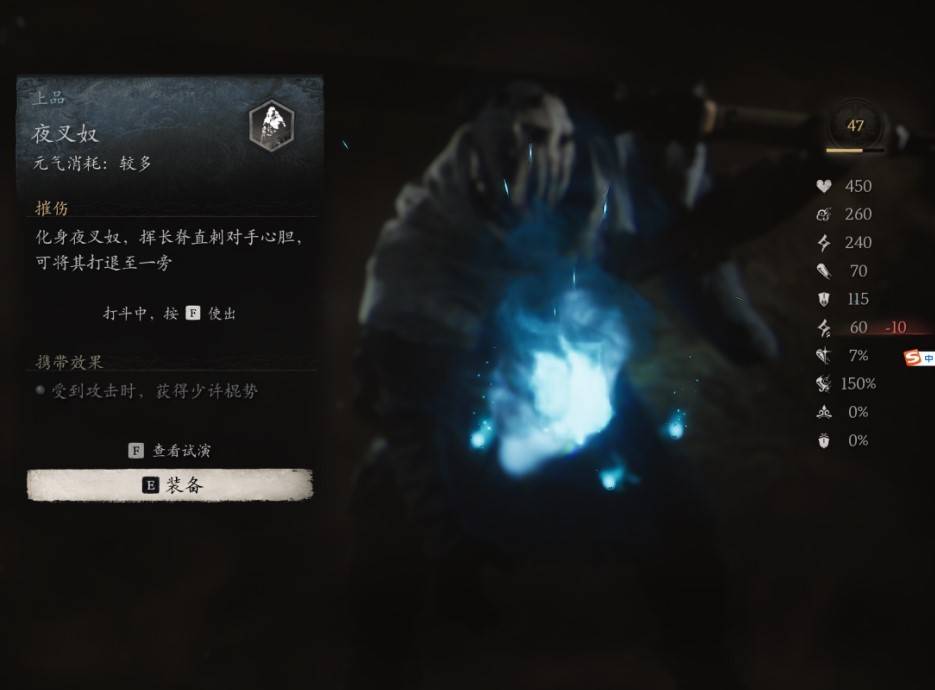 上品
夜叉奴
元气消耗：较多
摧伤
化身夜叉奴，挥长脊直刺对手心胆，
可将其打退至一旁
打斗中，按 F 使出
携带效果
受到攻击时，获得少许棍势
F 查看试演
E 装备
47
450
260
240
70
115
60 -10
7%
150%
0%
0%
S 中